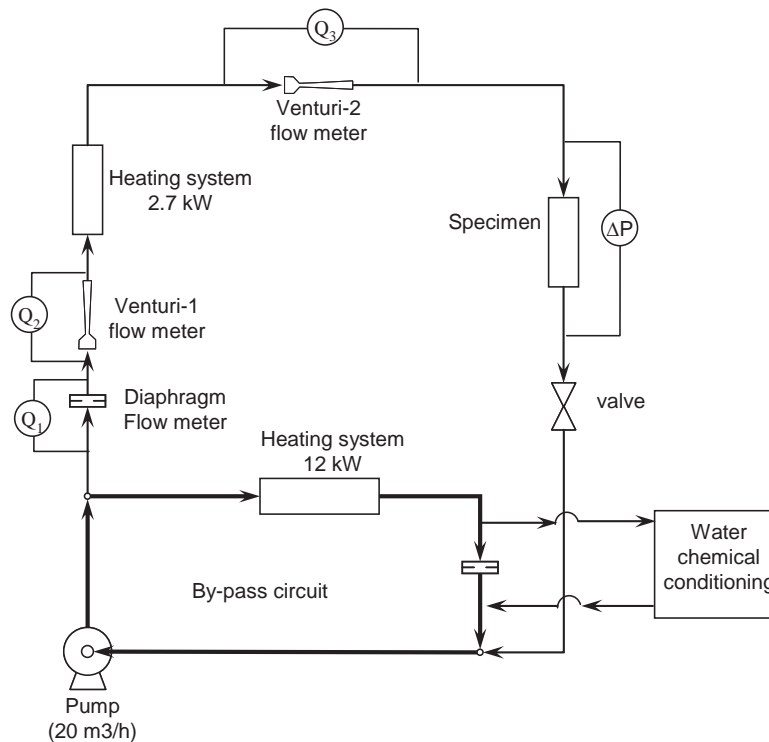 Q3
Venturi-2
flow meter
Heating system
2.7 kW
Specimen
ΔP
Q2
Venturi-1
flow meter
Diaphragm
Flow meter
Q1
valve
Heating system
12 kW
Water
chemical
conditioning
By-pass circuit
Pump
(20 m3/h)